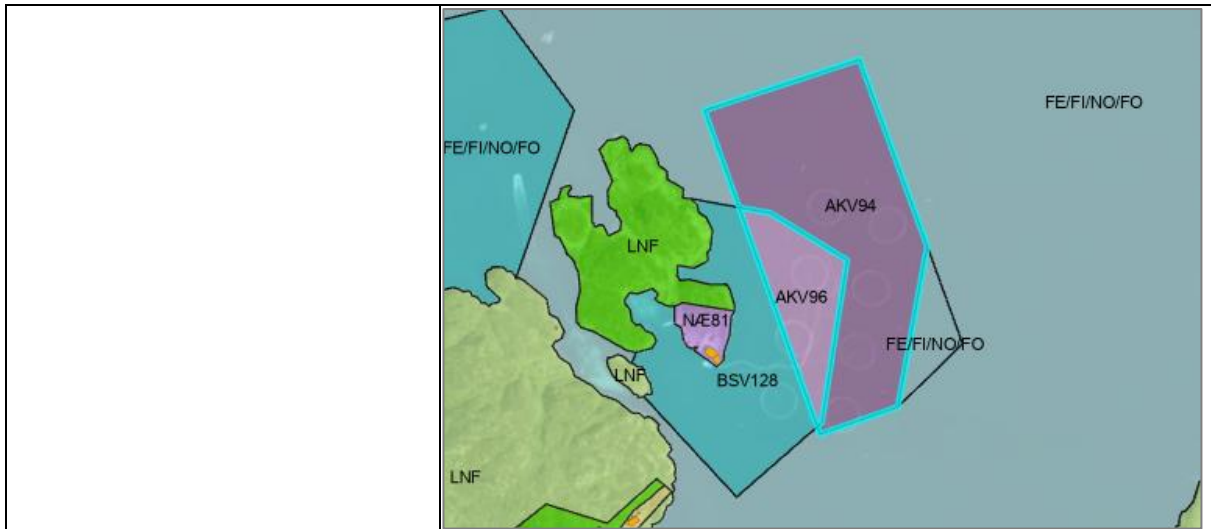 FE/FI/NO/FO
FE/FI/NO/FO
AKV94
LNF
AKV96
NÆ81
FE/FI/NO/FO
LNF
BSV128
LNF